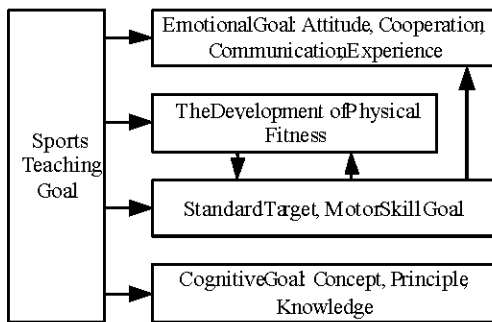 EmotionalGoal: Attitude, Cooperation,
Communication,Experience
TheDevelopment ofPhysical
Fitness
Sports
Teaching
Goal
StandardTarget, MotorSkillGoal
CognitiveGoal: Concept, Principle,
Knowledge